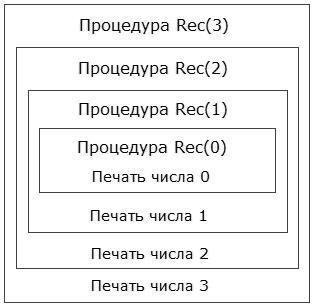 Процедура Rec(3)
Процедура Rec(2)
Процедура Rec(1)
Процедура Rec(0)
Печать числа 0
Печать числа 1
Печать числа 2
Печать числа 3